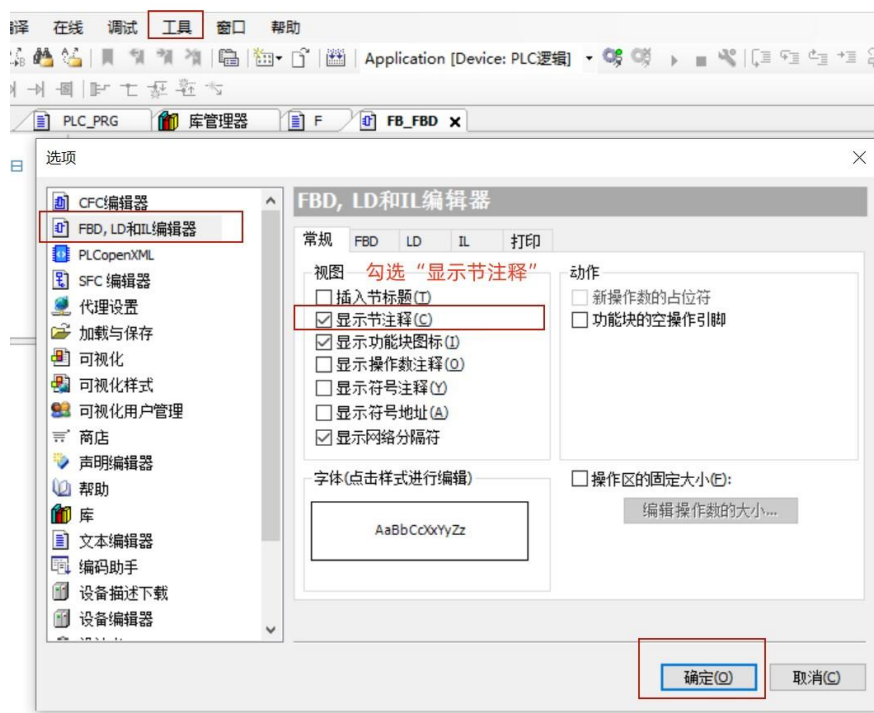 译 在线 调试 工具 窗口 帮助
Application [Device: PLC逻辑]
PLC_PRG 库管理器 F FB_FBD
选项
CFC编辑器
FBD, LD和IL编辑器
PLCopenXML
SFC 编辑器
代理设置
加载与保存
可视化
可视化样式
可视化用户管理
商店
声明编辑器
帮助
库
文本编辑器
编码助手
设备描述下载
设备编辑器
FBD, LD和IL编辑器
常规 FBD LD IL 打印
视图 勾选“显示节注释”
插入节标题(T)
显示节注释(C)
显示功能块图标(I)
显示操作数注释(O)
显示符号注释(Y)
显示符号地址(A)
显示网络分隔符
动作
新操作数的占位符
功能块的空操作引脚
字体(点击样式进行编辑)
AaBbCcXxYyZz
操作区的固定大小(F):
编辑操作数的大小...
确定(O) 取消(C)